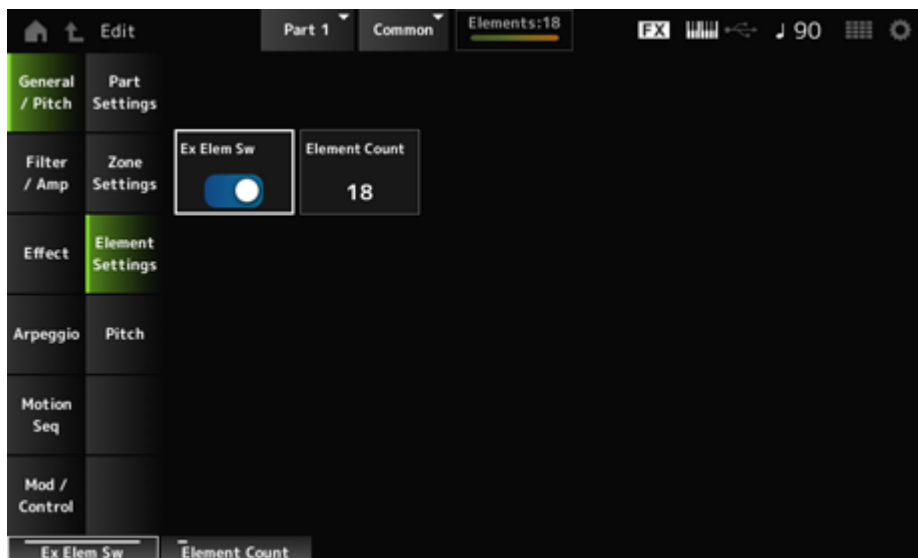 Edit
Part 1
Common
Elements:18
FX
90
General
/ Pitch
Part
Settings
Ex Elem Sw
Element Count
18
Filter
/ Amp
Zone
Settings
Effect
Element
Settings
Arpeggio
Pitch
Motion
Seq
Mod /
Control
Ex Elem Sw
Element Count